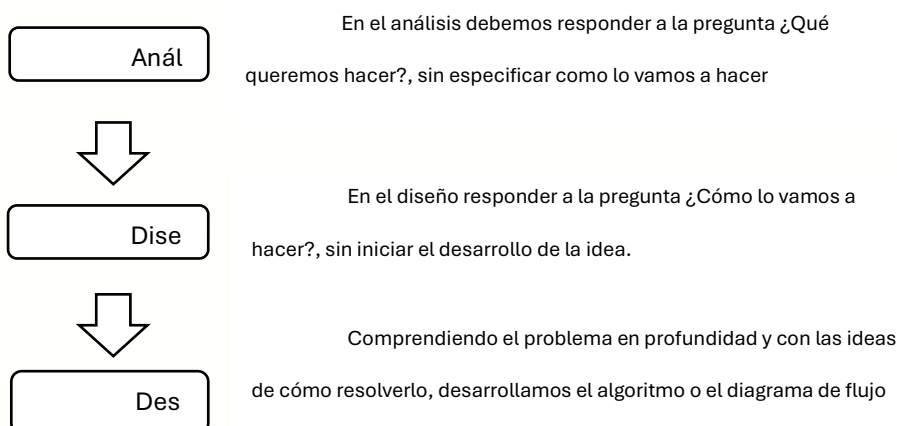 Anál
En el análisis debemos responder a la pregunta ¿Qué
queremos hacer?, sin especificar como lo vamos a hacer
Dise
En el diseño responder a la pregunta ¿Cómo lo vamos a
hacer?, sin iniciar el desarrollo de la idea.
Des
Comprendiendo el problema en profundidad y con las ideas
de cómo resolverlo, desarrollamos el algoritmo o el diagrama de flujo